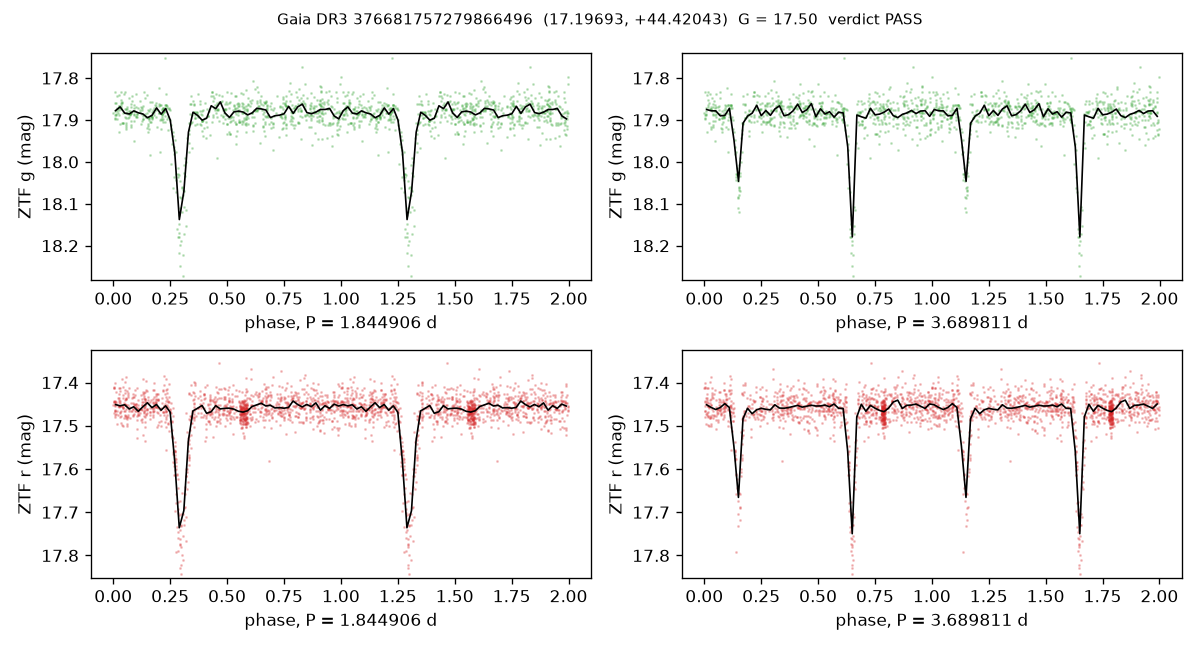 Gaia DR3 376681757279866496 (17.19693, +44.42043) G = 17.50 verdict PASS
ZTF g (mag)
17.8
17.9
18.0
18.1
18.2
0.00 0.25 0.50 0.75 1.00 1.25 1.50 1.75 2.00
phase, P = 1.844906 d
ZTF g (mag)
17.8
17.9
18.0
18.1
18.2
0.00 0.25 0.50 0.75 1.00 1.25 1.50 1.75 2.00
phase, P = 3.689811 d
ZTF r (mag)
17.4
17.5
17.6
17.7
17.8
0.00 0.25 0.50 0.75 1.00 1.25 1.50 1.75 2.00
phase, P = 1.844906 d
ZTF r (mag)
17.4
17.5
17.6
17.7
17.8
0.00 0.25 0.50 0.75 1.00 1.25 1.50 1.75 2.00
phase, P = 3.689811 d